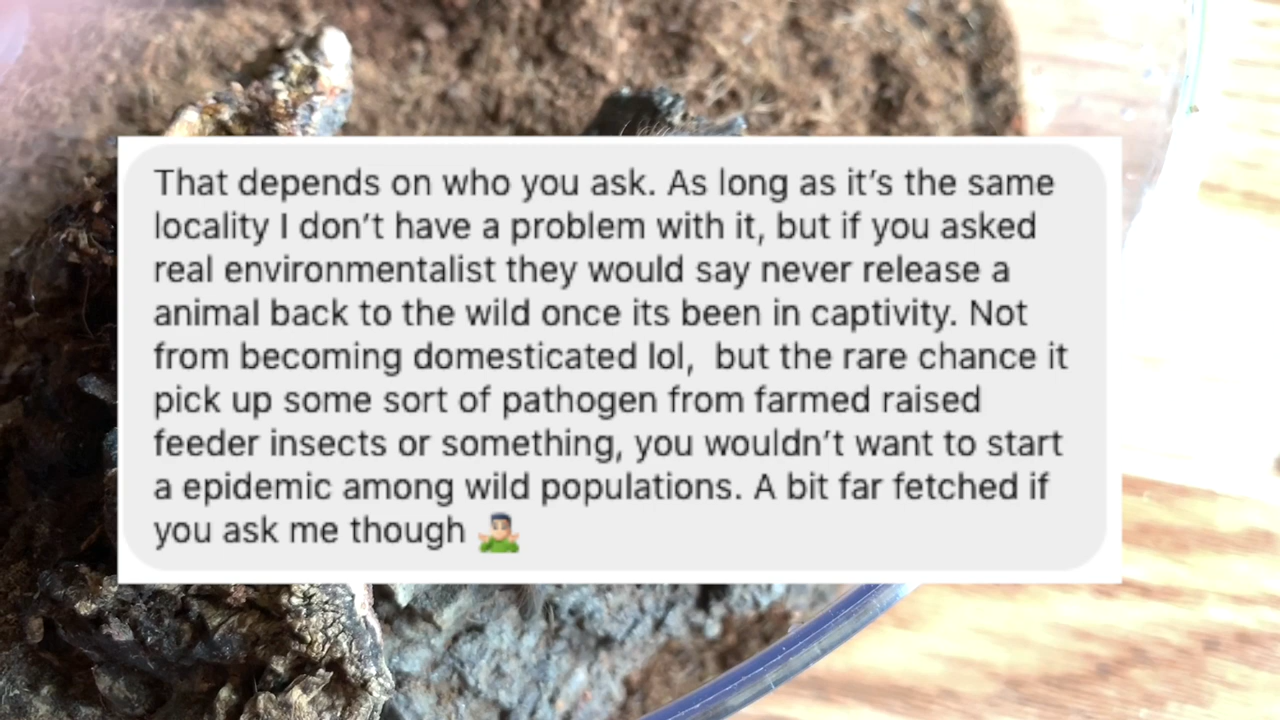 That depends on who you ask. As long as it’s the same
locality I don’t have a problem with it, but if you asked
real environmentalist they would say never release a
animal back to the wild once its been in captivity. Not
from becoming domesticated lol,  but the rare chance it
pick up some sort of pathogen from farmed raised
feeder insects or something, you wouldn’t want to start
a epidemic among wild populations. A bit far fetched if
you ask me though 🤷🏻‍♂️